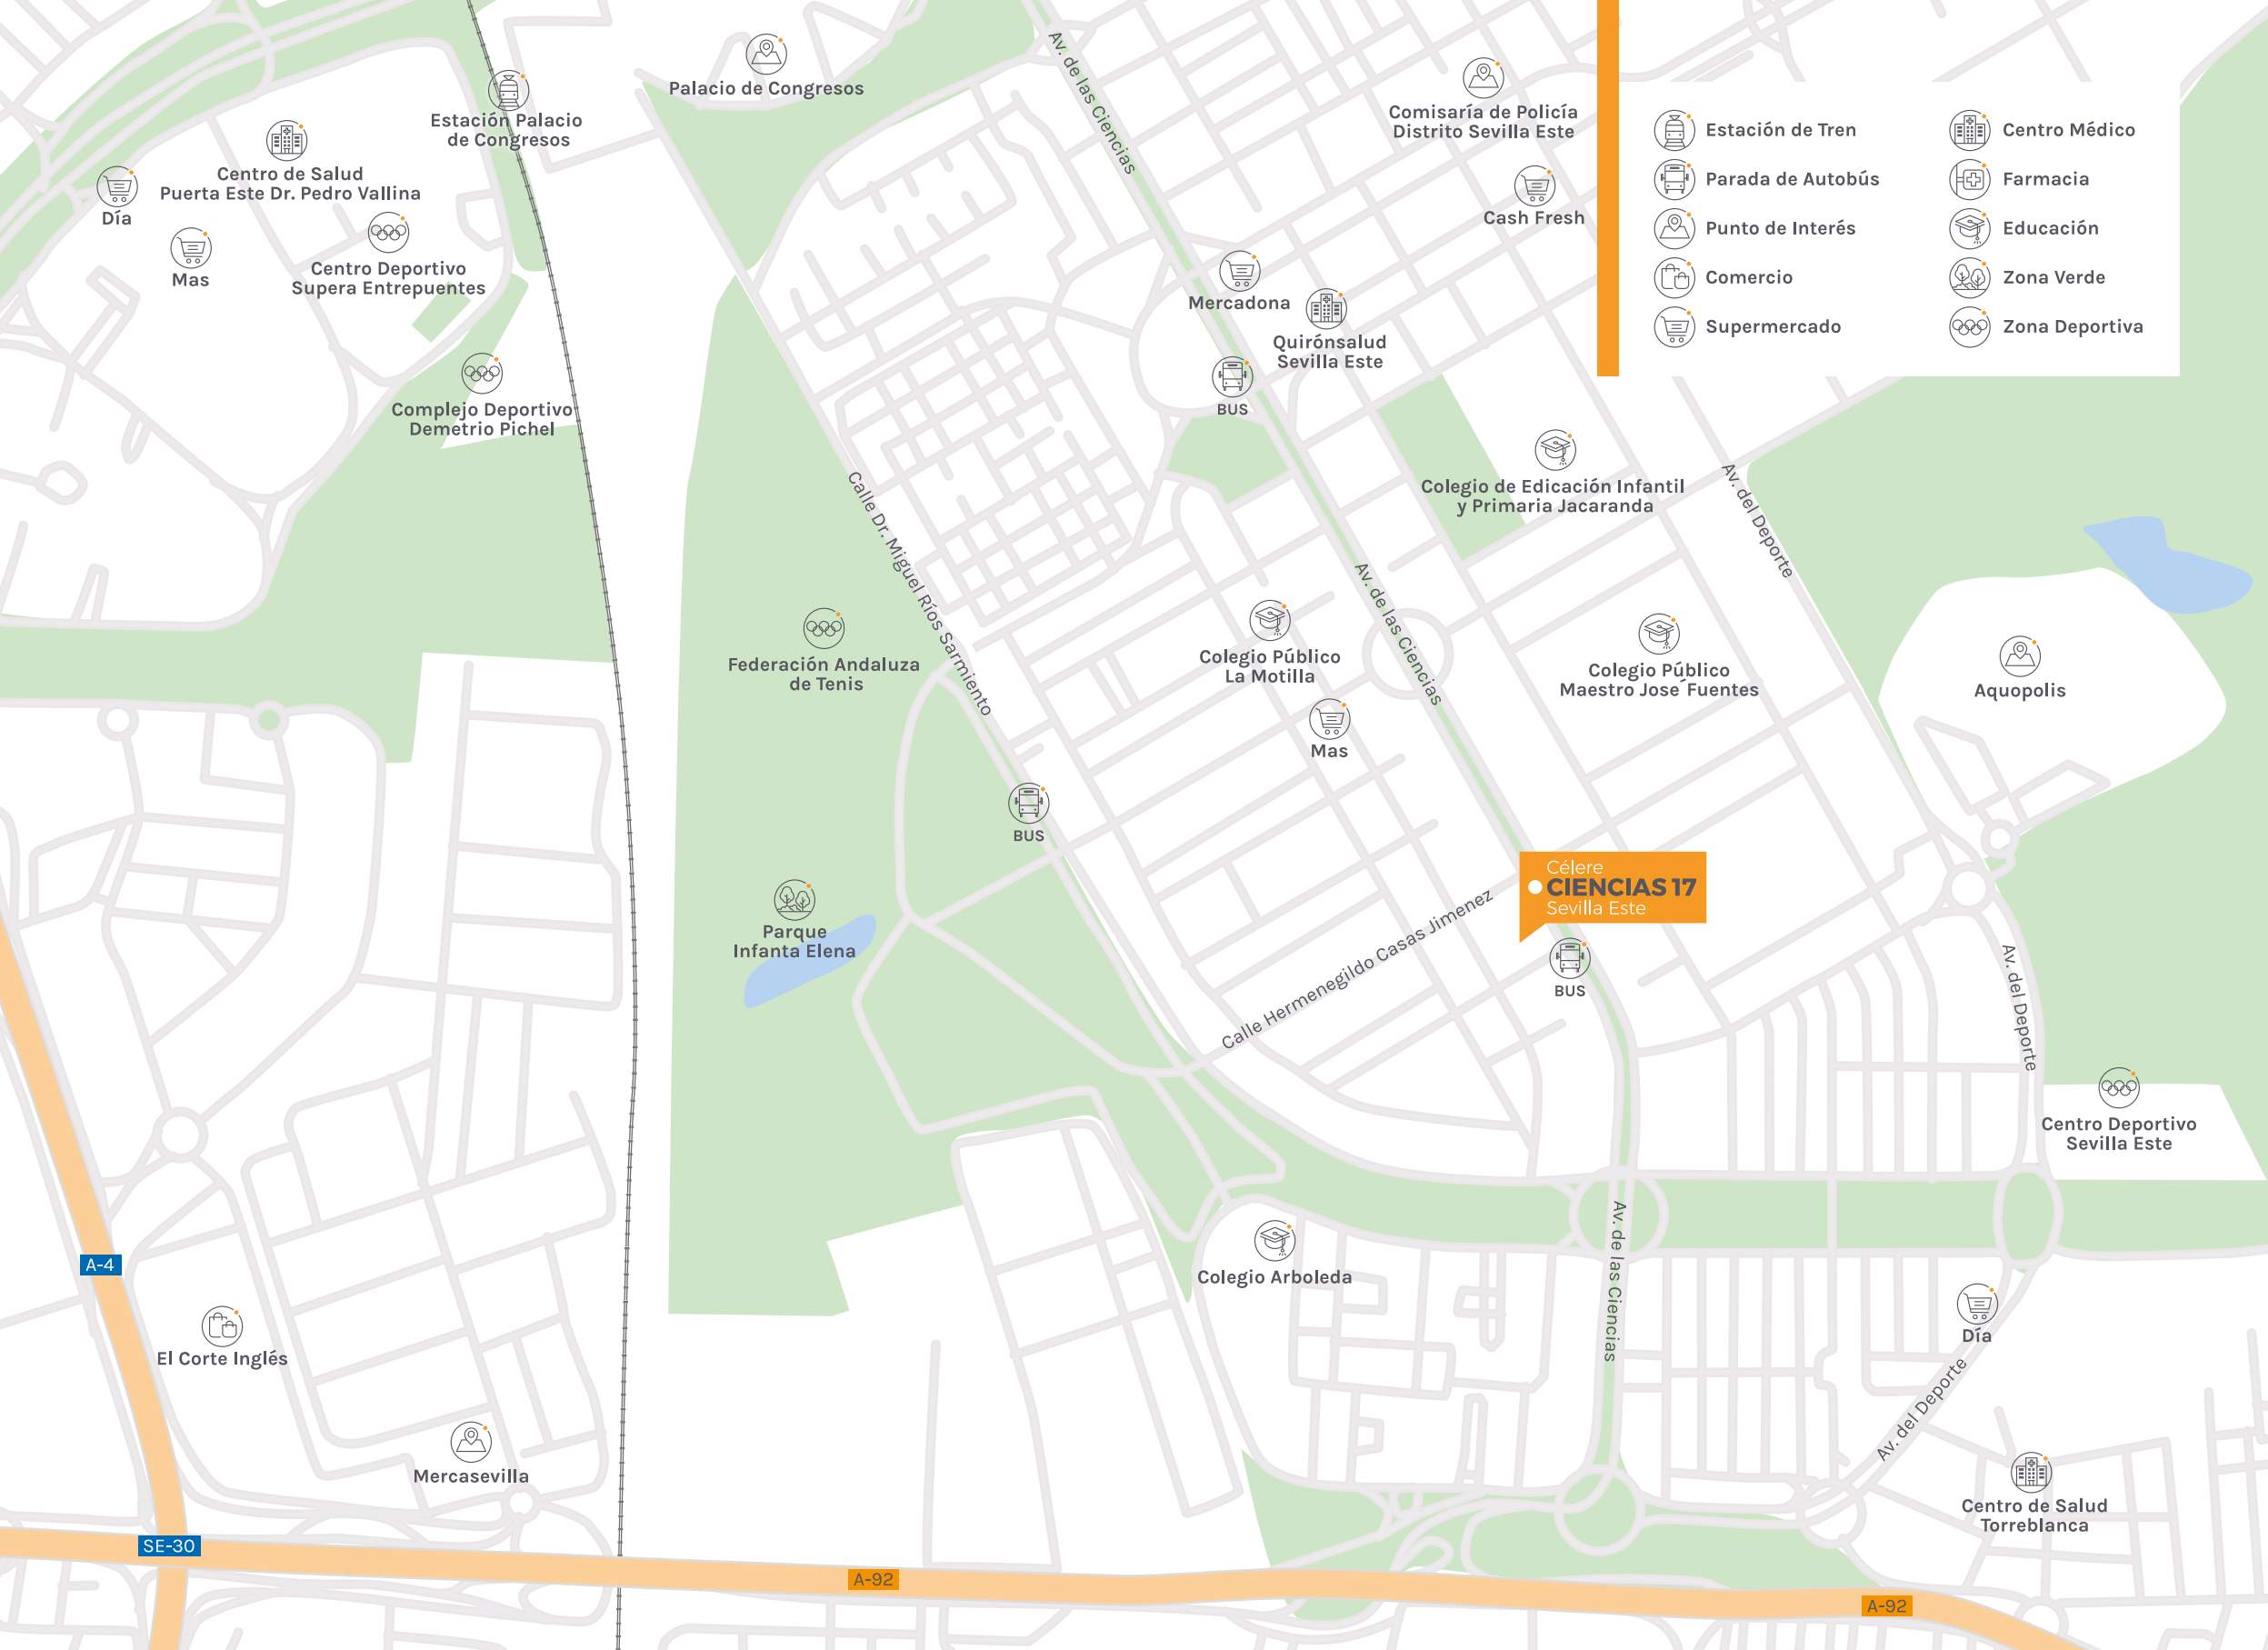 Palacio de Congresos
Estación Palacio
de Congresos
Centro de Salud
Puerta Este Dr. Pedro Vallina
Día
Mas
Centro Deportivo
Supera Entrepuentes
Complejo Deportivo
Demetrio Pichel
Av. de las Ciencias
Comisaría de Policía
Distrito Sevilla Este
Cash Fresh
Mercadona
Quirónsalud
Sevilla Este
BUS
Estación de Tren
Parada de Autobús
Punto de Interés
Comercio
Supermercado
Centro Médico
Farmacia
Educación
Zona Verde
Zona Deportiva
Colegio de Edicación Infantil
y Primaria Jacaranda
Av. del Deporte
Calle Dr. Miguel Ríos Sarmiento
Av. de las Ciencias
Federación Andaluza
de Tenis
Colegio Público
La Motilla
Colegio Público
Maestro Jose´Fuentes
Aquopolis
Mas
BUS
Célere
CIENCIAS 17
Sevilla Este
Parque
Infanta Elena
Calle Hermenegildo Casas Jimenez
BUS
Av. del Deporte
Centro Deportivo
Sevilla Este
A-4
Colegio Arboleda
Av. de las Ciencias
El Corte Inglés
Día
Av. del Deporte
Mercasevilla
Centro de Salud
Torreblanca
SE-30
A-92
A-92